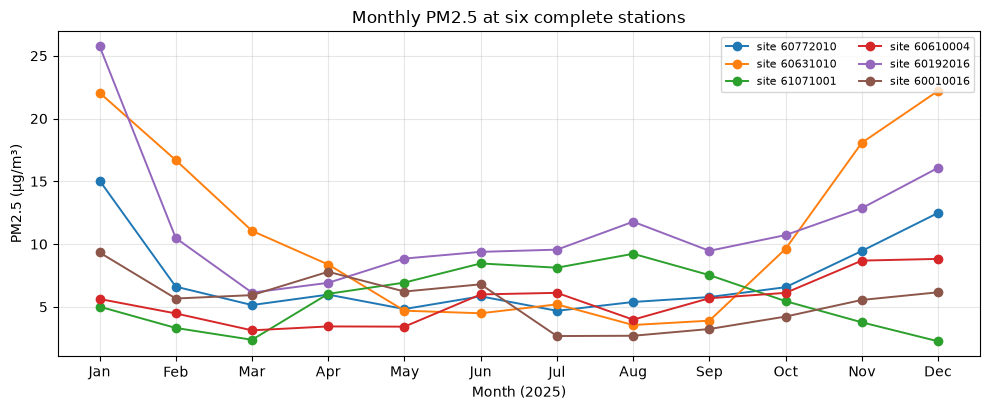 Monthly PM2.5 at six complete stations
site 60772010
site 60631010
site 61071001
site 60610004
site 60192016
site 60010016
PM2.5 (µg/m³)
25
20
15
10
5
Jan Feb Mar Apr May Jun Jul Aug Sep Oct Nov Dec
Month (2025)